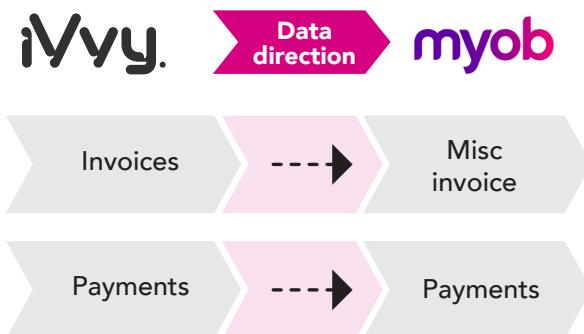 iVvy.
Data
direction
myob
Invoices
Misc
invoice
Payments
Payments